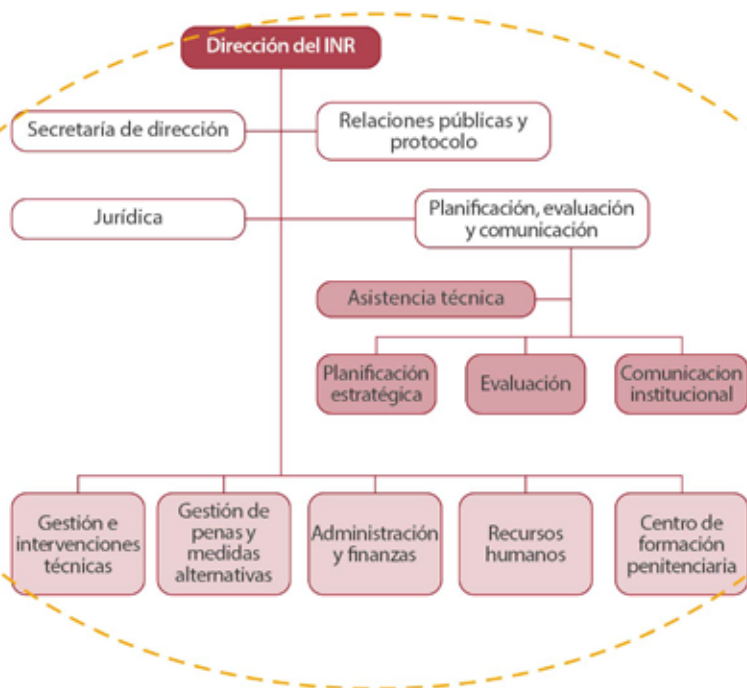 Dirección del INR
Secretaría de dirección
Relaciones públicas y
protocolo
Jurídica
Planificación, evaluación
y comunicación
Asistencia técnica
Planificación
estratégica
Evaluación
Comunicacion
institucional
Gestión e
intervenciones
técnicas
Gestión de
penas y
medidas
alternativas
Administración
y finanzas
Recursos
humanos
Centro de
formación
penitenciaria